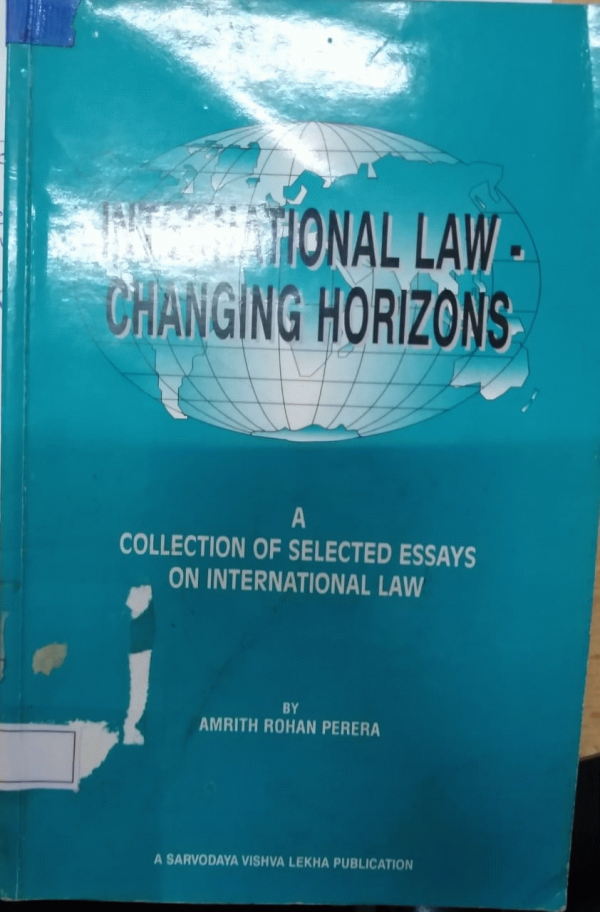 INTERNATIONAL LAW -
CHANGING HORIZONS
A
COLLECTION OF SELECTED ESSAYS
ON INTERNATIONAL LAW
BY
AMRITH ROHAN PERERA
A SARVODAYA VISHVA LEKHA PUBLICATION